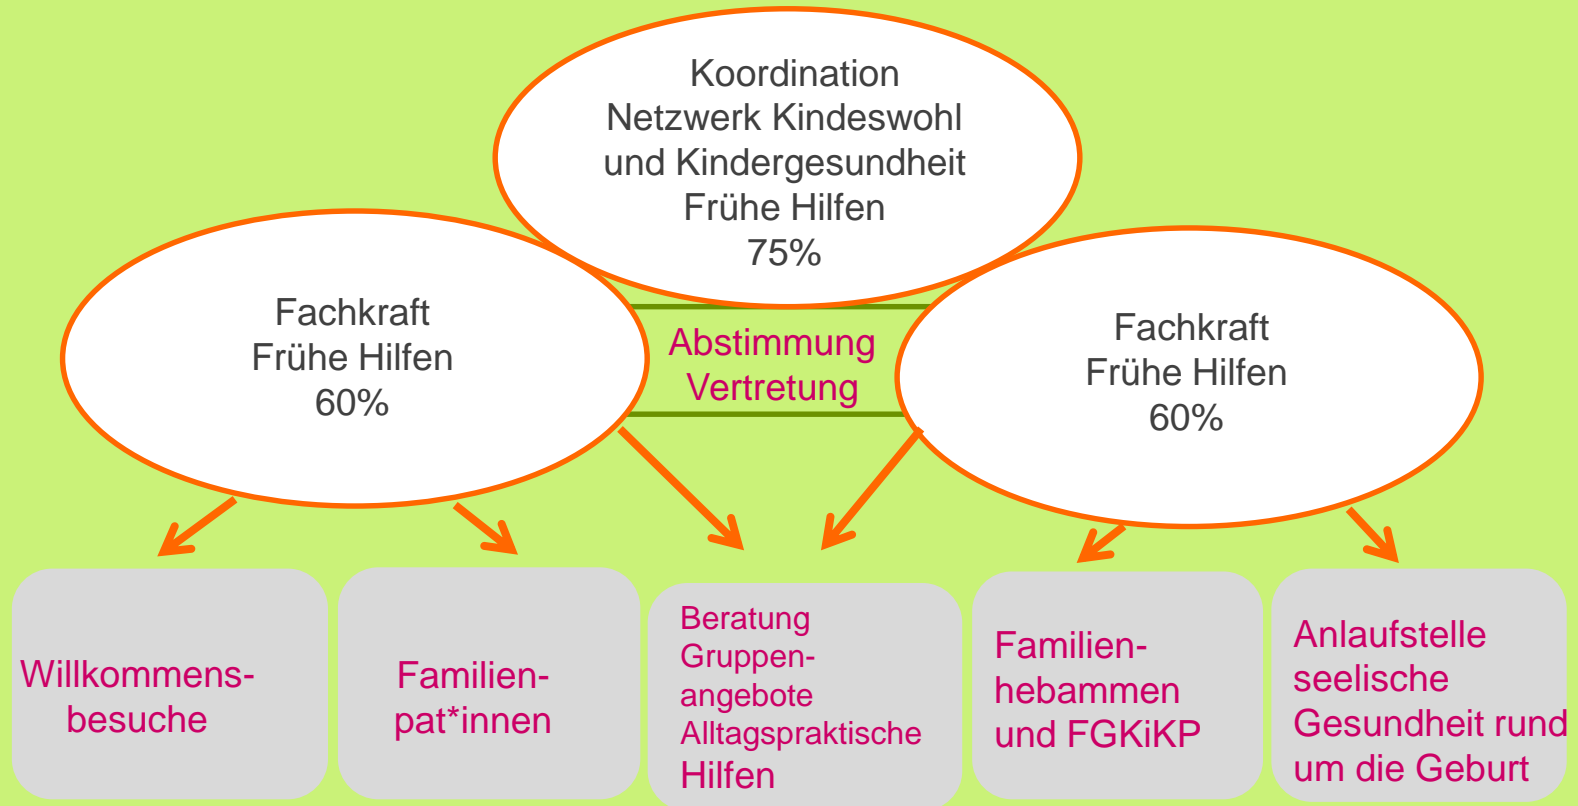 Koordination
Netzwerk Kindeswohl
und Kindergesundheit
Frühe Hilfen
75%
Fachkraft
Frühe Hilfen
60%
Abstimmung
Vertretung
Fachkraft
Frühe Hilfen
60%
Willkommens-
besuche
Familien-
pat*innen
Beratung
Gruppen-
angebote
Alltagspraktische
Hilfen
Familien-
hebammen
und FGKiKP
Anlaufstelle
seelische
Gesundheit rund
um die Geburt